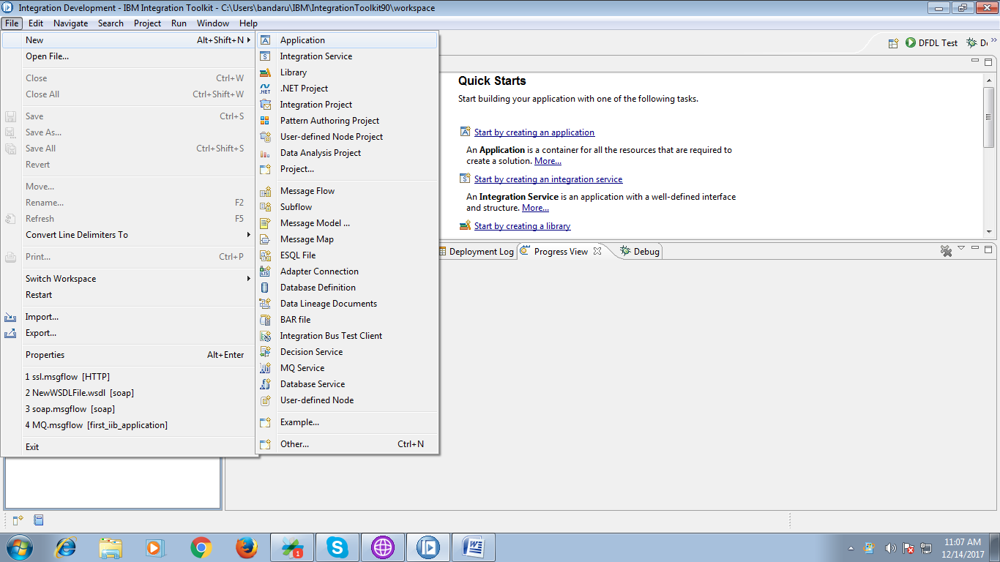 Integration Development - IBM Integration Toolkit - C:\Users\bandaru\IBM\IntegrationToolkit90\workspace
File Edit Navigate Search Project Run Window Help
New Alt+Shift+N
Open File...
Close Ctrl+W
Close All Ctrl+Shift+W
Save Ctrl+S
Save As...
Save All Ctrl+Shift+S
Revert
Move...
Rename... F2
Refresh F5
Convert Line Delimiters To
Print... Ctrl+P
Switch Workspace
Restart
Import...
Export...
Properties Alt+Enter
1 ssl.msgflow [HTTP]
2 NewWSDLFile.wsdl [soap]
3 soap.msgflow [soap]
4 MQ.msgflow [first_iib_application]
Exit
Application
Integration Service
Library
.NET Project
Integration Project
Pattern Authoring Project
User-defined Node Project
Data Analysis Project
Project...
Message Flow
Subflow
Message Model ...
Message Map
ESQL File
Adapter Connection
Database Definition
Data Lineage Documents
BAR file
Integration Bus Test Client
Decision Service
MQ Service
Database Service
User-defined Node
Example...
Other... Ctrl+N
DFDL Test
Quick Starts
Start building your application with one of the following tasks.
Start by creating an application
An Application is a container for all the resources that are required to
create a solution. More...
Start by creating an integration service
An Integration Service is an application with a well-defined interface
and structure. More...
Start by creating a library
Deployment Log Progress View Debug
1
11:07 AM
12/14/2017